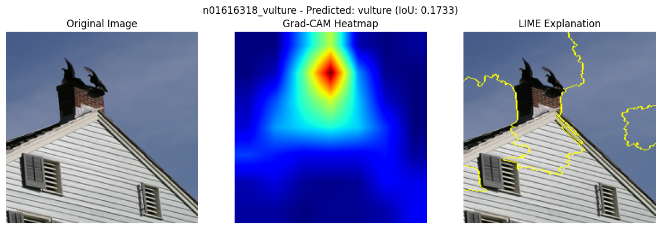 n01616318_vulture - Predicted: vulture (IoU: 0.1733)
Original Image
Grad-CAM Heatmap
LIME Explanation